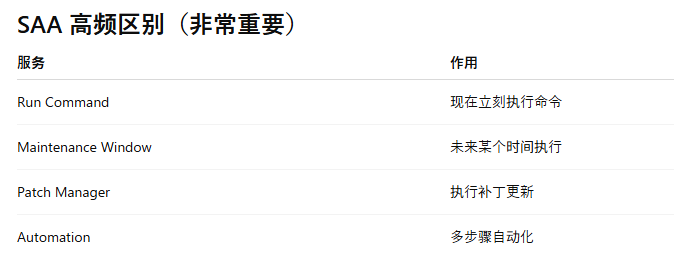 SAA 高频区别（非常重要）
服务 作用
Run Command 现在立刻执行命令
Maintenance Window 未来某个时间执行
Patch Manager 执行补丁更新
Automation 多步骤自动化